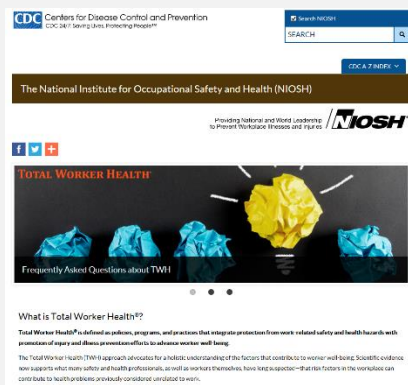 CDC Centers for Disease Control and Prevention
CDC 24/7: Saving Lives, Protecting People™
Search NIOSH
SEARCH
CDC A-Z INDEX
The National Institute for Occupational Safety and Health (NIOSH)
Providing National and World Leadership
to Prevent Workplace Illnesses and Injuries
NIOSH
f
TOTAL WORKER HEALTH
Frequently Asked Questions about TWH
What is Total Worker Health®?
Total Worker Health® is defined as policies, programs, and practices that integrate protection from work-related safety and health hazards with
promotion of injury and illness prevention efforts to advance worker well-being.
The Total Worker Health (TWH) approach advocates for a holistic understanding of the factors that contribute to worker well-being. Scientific evidence
now supports what many safety and health professionals, as well as workers themselves, have long suspected—that risk factors in the workplace can
contribute to health problems previously considered unrelated to work.